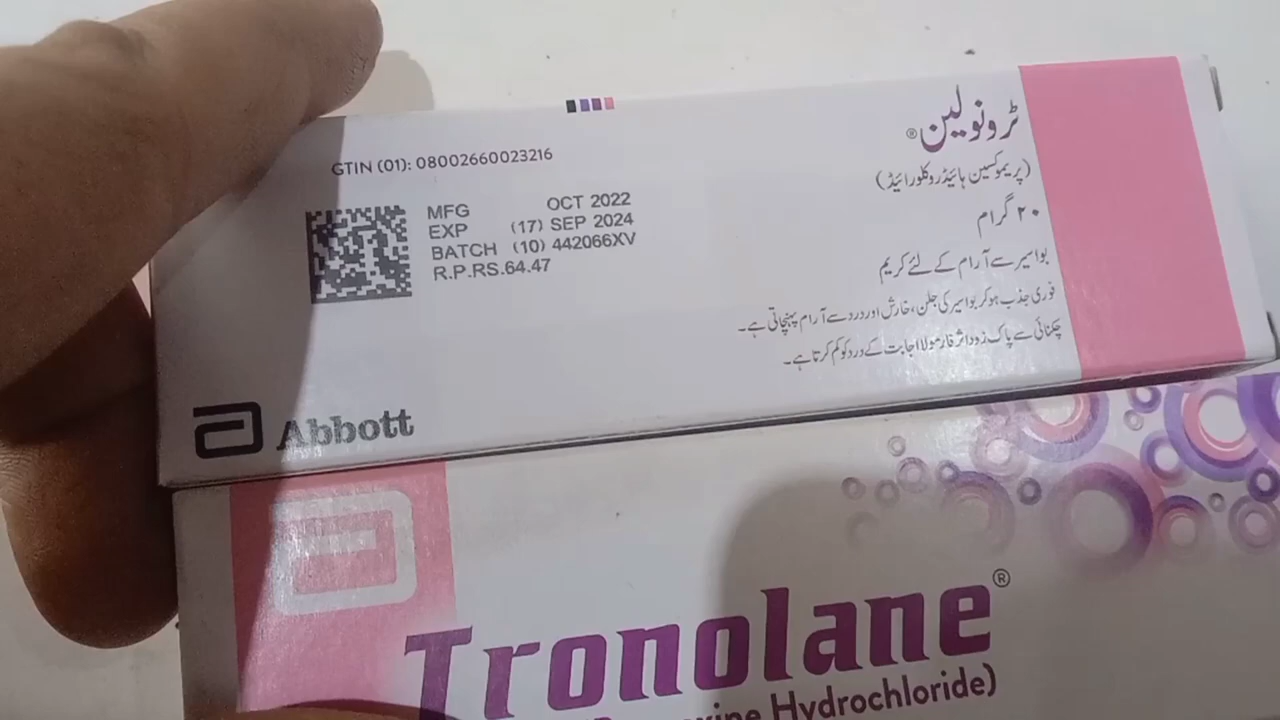 GTIN (01): 08002660023216
MFG OCT 2022
EXP (17) SEP 2024
BATCH (10) 442066XV
R.P.RS.64.47
Abbott
ٹرونولین®
(پریموکسین ہائیڈروکلورائیڈ)
۲۰ گرام
بواسیر سے آرام کے لئے کریم
فوری جذب ہوکر بواسیر کی جلن، خارش اور درد سے آرام پہنچاتی ہے۔
چکنائی سے پاک زود اثر فارمولا اجابت کے درد کو کم کرتا ہے۔
Tronolane®
Hydrochloride)